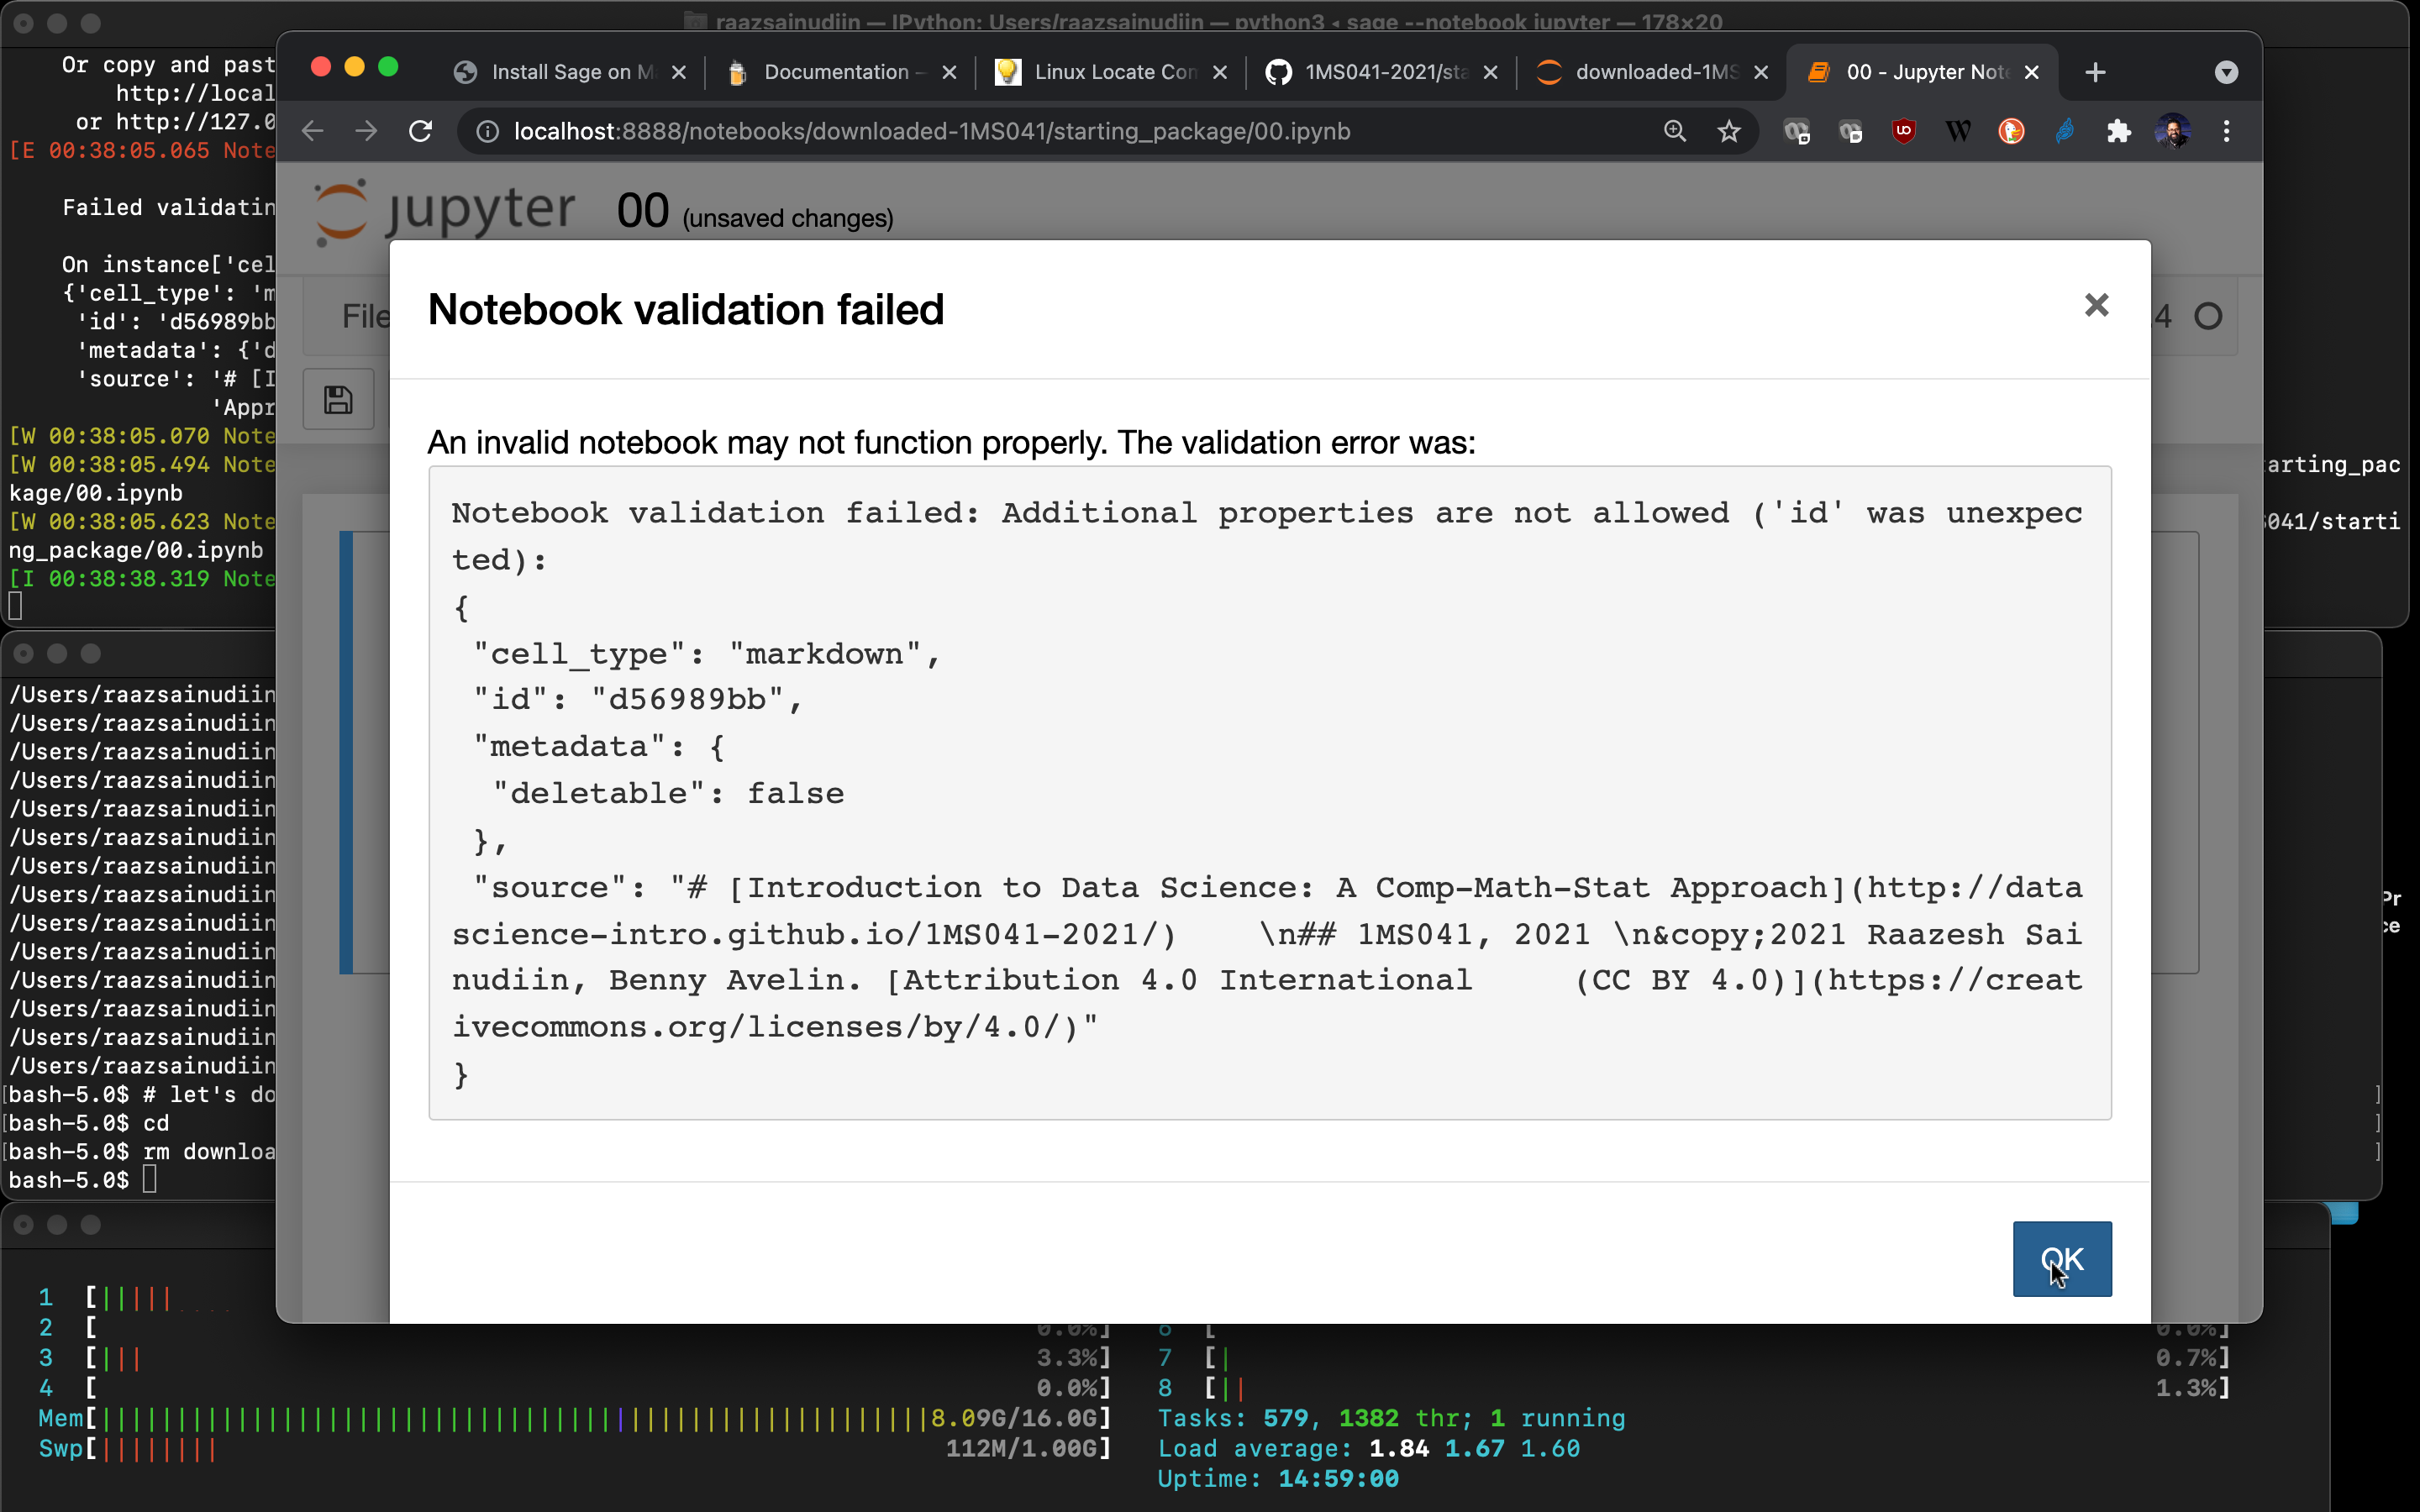 raazsainudiin — IPython: Users/raazsainudiin — python3 ◂ sage --notebook jupyter — 178×20
Or copy and past
http://local
or http://127.0
[E 00:38:05.065 Note
Failed validatin
On instance['cel
{'cell_type': 'm
'id': 'd56989bb
'metadata': {'d
'source': '# [I
'Appr
[W 00:38:05.070 Note
[W 00:38:05.494 Note
arting_pac
kage/00.ipynb
[W 00:38:05.623 Note
041/starti
ng_package/00.ipynb
[I 00:38:38.319 Note
Install Sage on M
Documentation –
Linux Locate Con
1MS041-2021/sta
downloaded-1MS
00 - Jupyter Note
localhost:8888/notebooks/downloaded-1MS041/starting_package/00.ipynb
jupyter 00 (unsaved changes)
File
.4
Notebook validation failed
×
An invalid notebook may not function properly. The validation error was:
Notebook validation failed: Additional properties are not allowed ('id' was unexpec
ted):
{
"cell_type": "markdown",
"id": "d56989bb",
"metadata": {
"deletable": false
},
"source": "# [Introduction to Data Science: A Comp-Math-Stat Approach](http://data
science-intro.github.io/1MS041-2021/)    \n## 1MS041, 2021 \n&copy;2021 Raazesh Sai
nudiin, Benny Avelin. [Attribution 4.0 International     (CC BY 4.0)](https://creat
ivecommons.org/licenses/by/4.0/)"
}
OK
/Users/raazsainudiin
/Users/raazsainudiin
/Users/raazsainudiin
/Users/raazsainudiin
/Users/raazsainudiin
/Users/raazsainudiin
/Users/raazsainudiin
/Users/raazsainudiin
/Users/raazsainudiin
/Users/raazsainudiin
/Users/raazsainudiin
/Users/raazsainudiin
/Users/raazsainudiin
/Users/raazsainudiin
Pr
ce
[bash-5.0$ # let's do ]
[bash-5.0$ cd ]
[bash-5.0$ rm downloa ]
bash-5.0$
1 [
2 [ 0.0%] 6 [ 0.0%]
3 [ 3.3%] 7 [ 0.7%]
4 [ 0.0%] 8 [ 1.3%]
Mem[ 8.09G/16.0G] Tasks: 579, 1382 thr; 1 running
Swp[ 112M/1.00G] Load average: 1.84 1.67 1.60
Uptime: 14:59:00